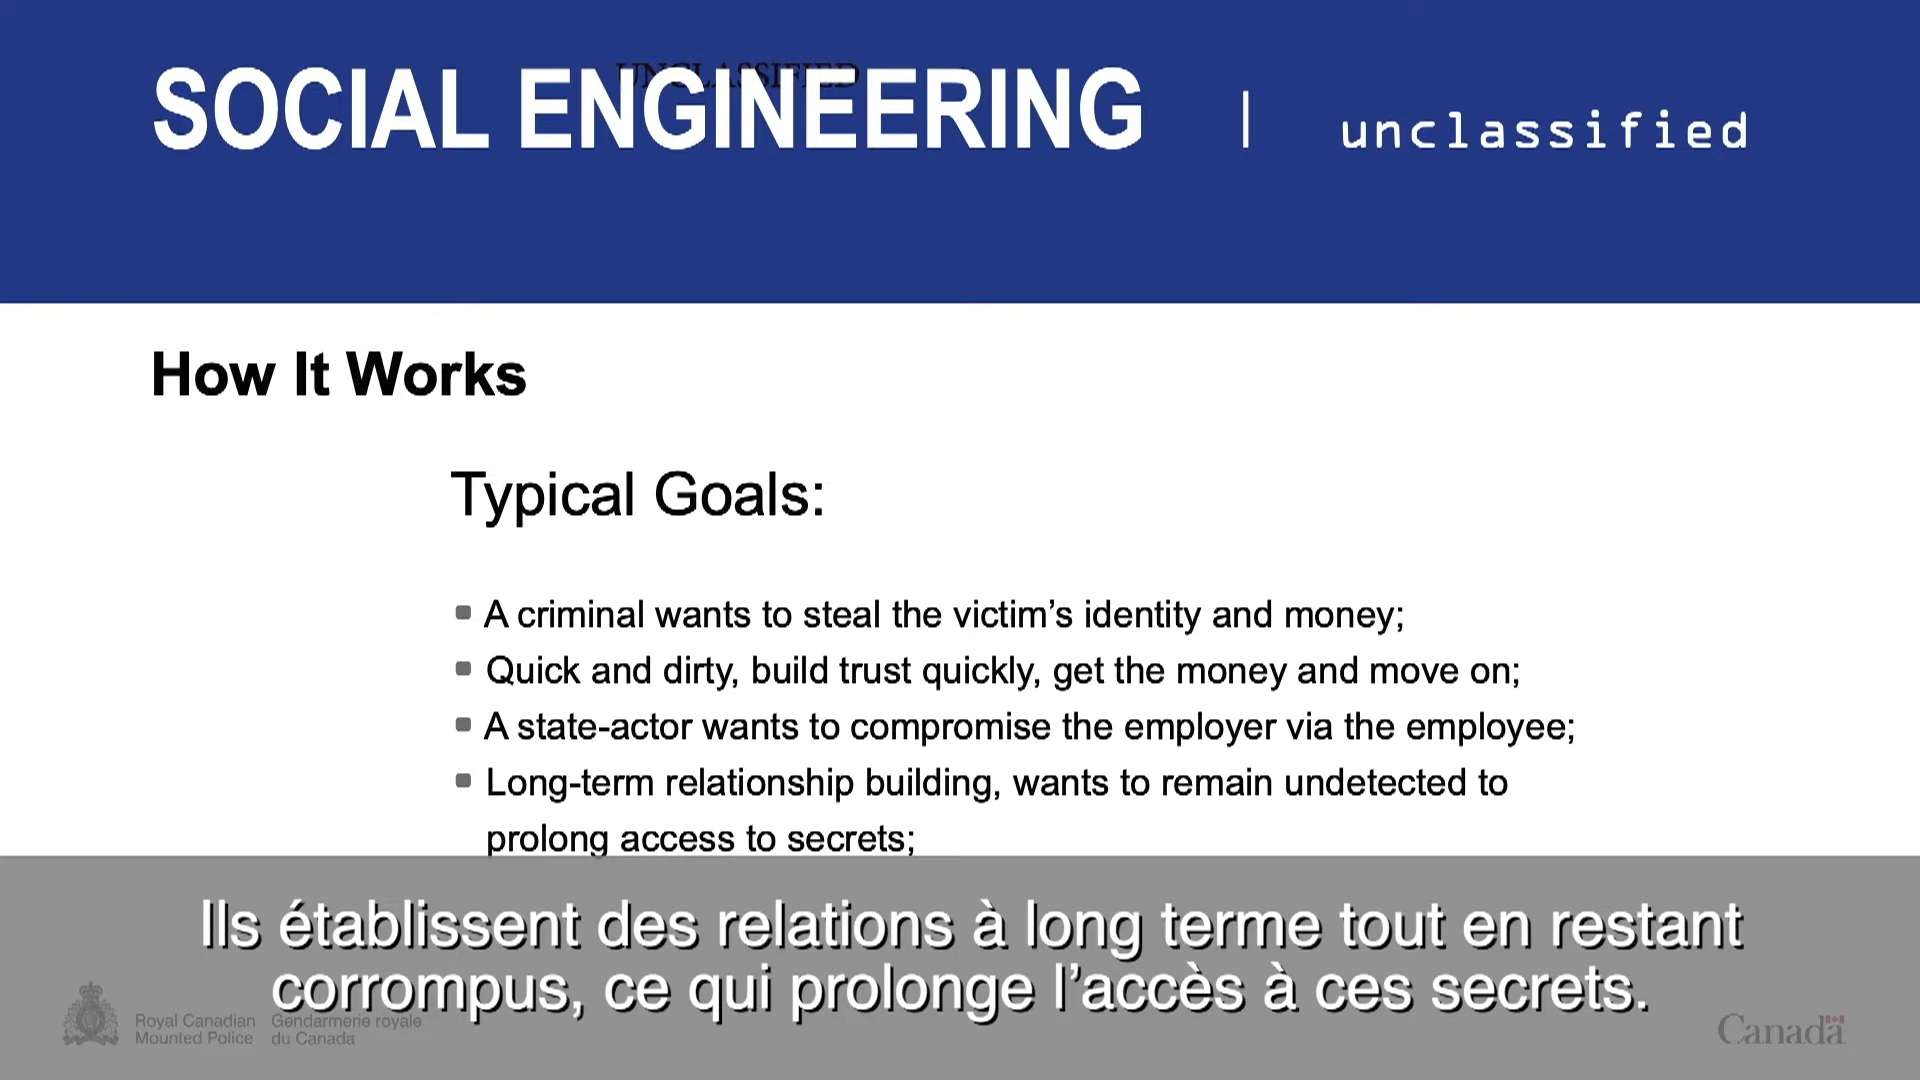 UNCLASSIFIED
SOCIAL ENGINEERING | unclassified
How It Works
Typical Goals:
A criminal wants to steal the victim’s identity and money;
Quick and dirty, build trust quickly, get the money and move on;
A state-actor wants to compromise the employer via the employee;
Long-term relationship building, wants to remain undetected to
prolong access to secrets;
Ils établissent des relations à long terme tout en restant
corrompus, ce qui prolonge l’accès à ces secrets.
Royal Canadian Gendarmerie royale
Mounted Police du Canada
Canada